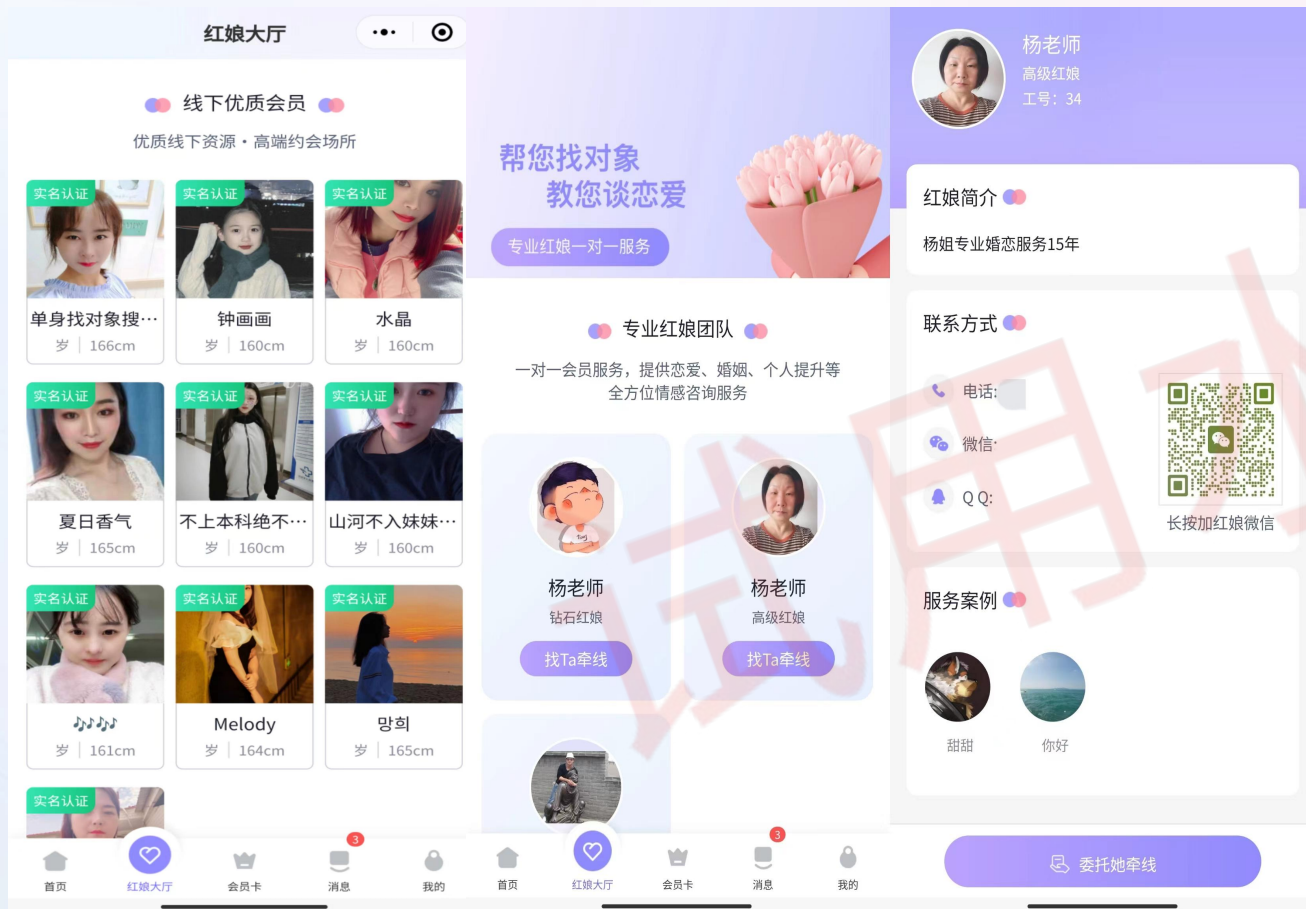 红娘大厅
线下优质会员
优质线下资源・高端约会场所
实名认证
实名认证
实名认证
单身找对象搜…
钟画画
水晶
岁 | 166cm
岁 | 160cm
岁 | 160cm
实名认证
实名认证
实名认证
夏日香气
不上本科绝不…
山河不入妹妹…
岁 | 165cm
岁 | 160cm
岁 | 160cm
实名认证
实名认证
实名认证
🎶🎶
Melody
罔希
岁 | 161cm
岁 | 164cm
岁 | 165cm
实名认证
3
首页
红娘大厅
会员卡
消息
我的
帮您找对象
教您谈恋爱
专业红娘一对一服务
专业红娘团队
一对一会员服务，提供恋爱、婚姻、个人提升等
全方位情感咨询服务
杨老师
杨老师
钻石红娘
高级红娘
找Ta牵线
找Ta牵线
3
首页
红娘大厅
会员卡
消息
我的
杨老师
高级红娘
工号：34
红娘简介
杨姐专业婚恋服务15年
联系方式
电话:
微信:
Q Q:
长按加红娘微信
服务案例
甜甜
你好
委托她牵线
试用